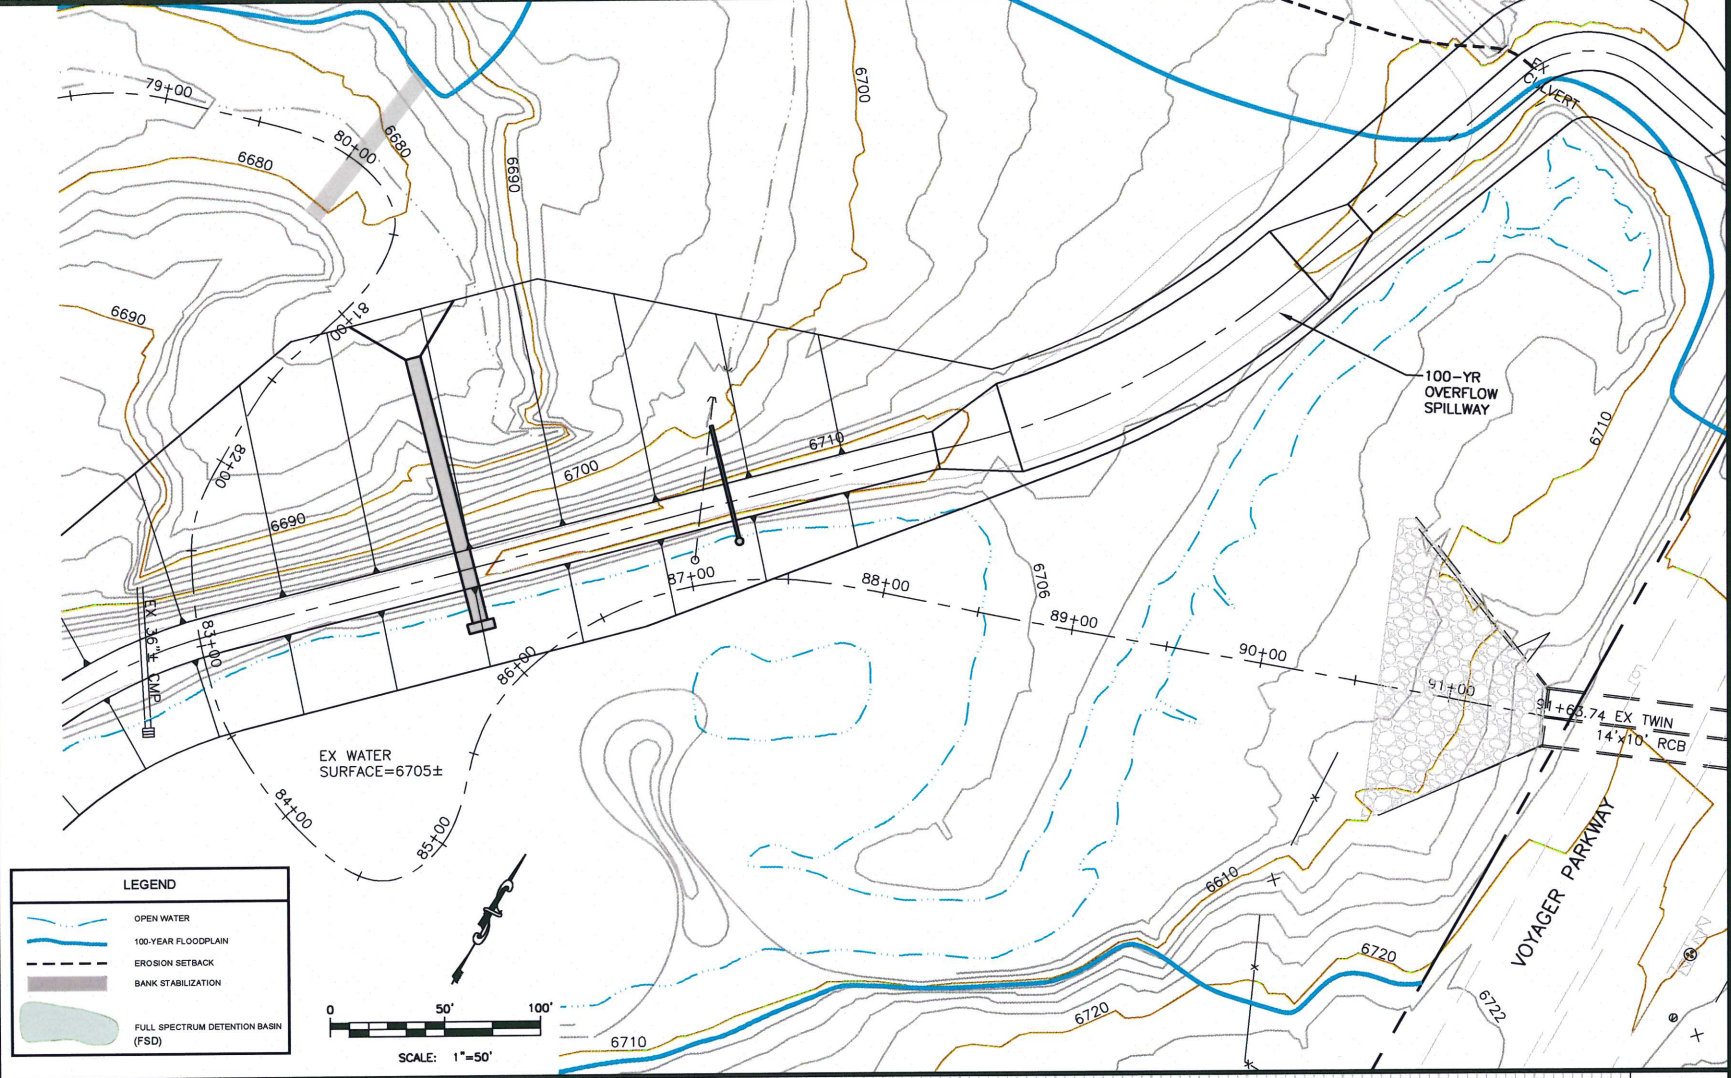 79+00
80+00
6680
6680
6690
6700
EX
CULVERT
6690
81+00
100-YR
OVERFLOW
SPILLWAY
6710
6710
82+00
6700
6690
EX 36"± CMP
83+00
87+00
88+00
6706
89+00
90+00
91+00
91+63.74 EX TWIN
14'x10' RCB
86+00
EX WATER
SURFACE=6705±
84+00
85+00
VOYAGER PARKWAY
6610
6720
6720
6722
6710
LEGEND
OPEN WATER
100-YEAR FLOODPLAIN
EROSION SETBACK
BANK STABILIZATION
FULL SPECTRUM DETENTION BASIN
(FSD)
0 50' 100'
SCALE: 1"=50'